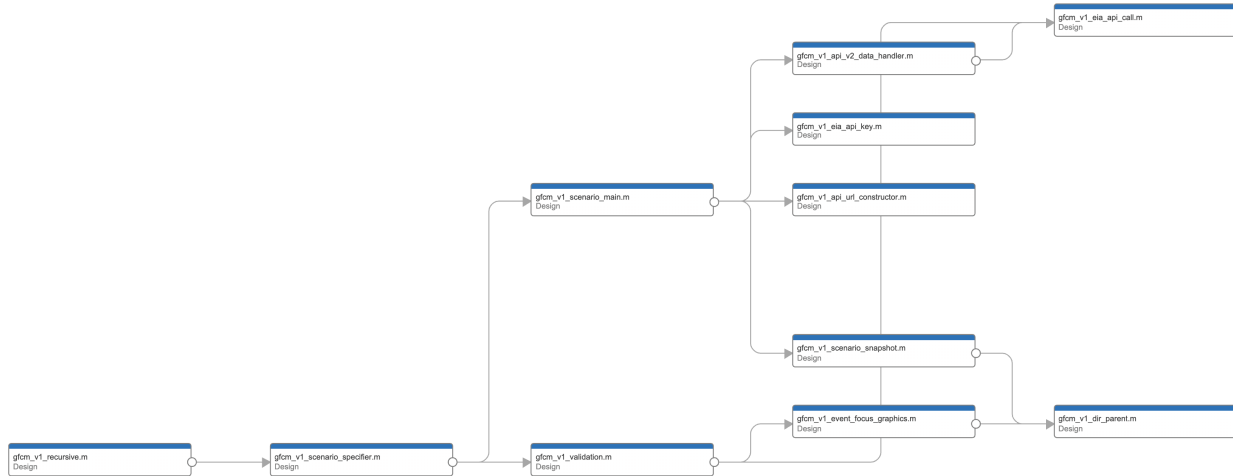 gfcm_v1_eia_api_call.m
Design
gfcm_v1_api_v2_data_handler.m
Design
gfcm_v1_eia_api_key.m
Design
gfcm_v1_scenario_main.m
Design
gfcm_v1_api_url_constructor.m
Design
gfcm_v1_scenario_snapshot.m
Design
gfcm_v1_event_focus_graphics.m
Design
gfcm_v1_dir_parent.m
Design
gfcm_v1_recursive.m
Design
gfcm_v1_scenario_specifier.m
Design
gfcm_v1_validation.m
Design